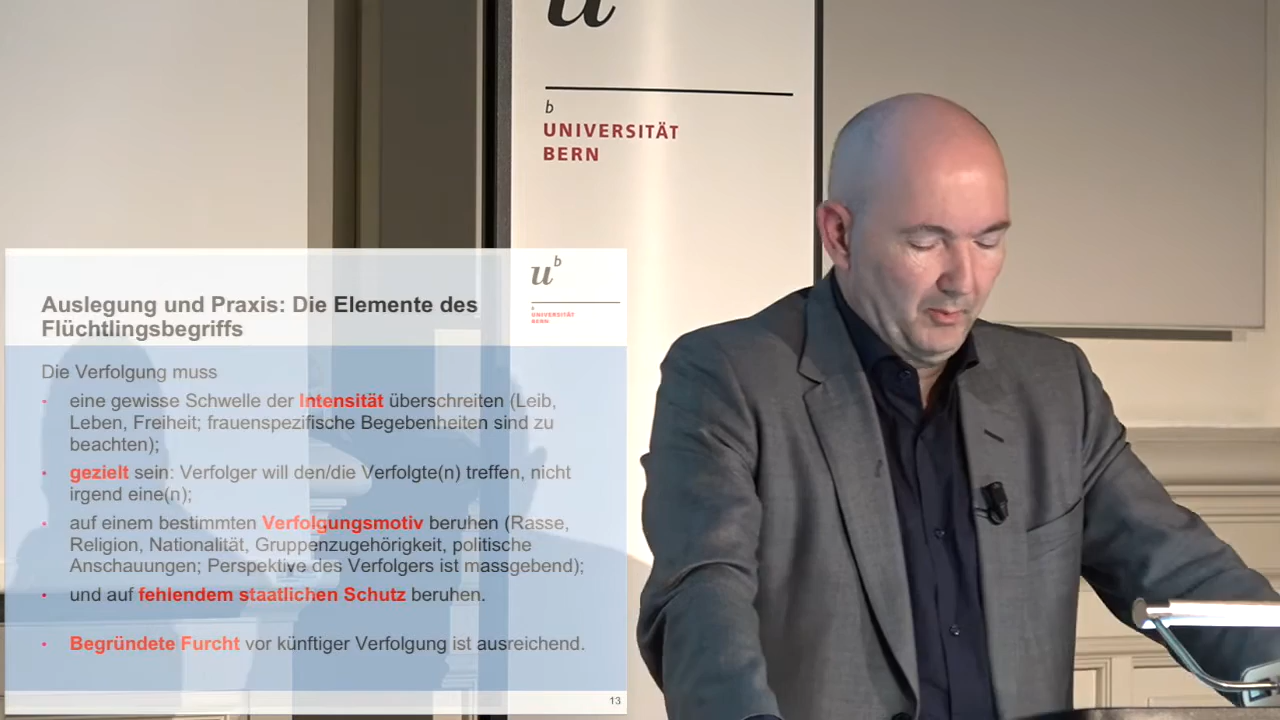 u
b
UNIVERSITÄT
BERN
u b
b
UNIVERSITÄT
BERN
Auslegung und Praxis: Die Elemente des
Flüchtlingsbegriffs
Die Verfolgung muss
• eine gewisse Schwelle der Intensität überschreiten (Leib,
Leben, Freiheit; frauenspezifische Begebenheiten sind zu
beachten);
• gezielt sein: Verfolger will den/die Verfolgte(n) treffen, nicht
irgend eine(n);
• auf einem bestimmten Verfolgungsmotiv beruhen (Rasse,
Religion, Nationalität, Gruppenzugehörigkeit, politische
Anschauungen; Perspektive des Verfolgers ist massgebend);
• und auf fehlendem staatlichen Schutz beruhen.
• Begründete Furcht vor künftiger Verfolgung ist ausreichend.
13